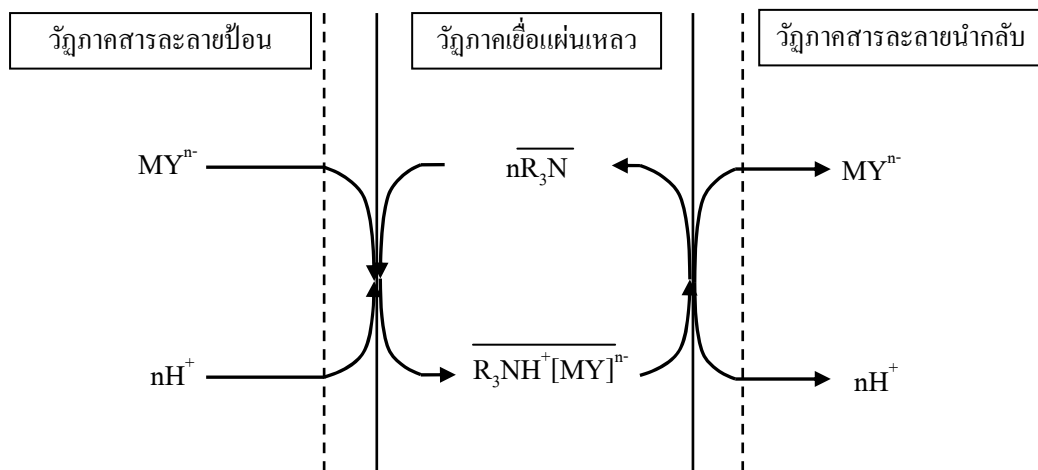 วัฏภาคสารละลายป้อน
วัฏภาคเยื่อแผ่นเหลว
วัฏภาคสารละลายนำกลับ
MYⁿ⁻
nR₃N
MYⁿ⁻
nH⁺
R₃NH⁺[MY]ⁿ⁻
nH⁺